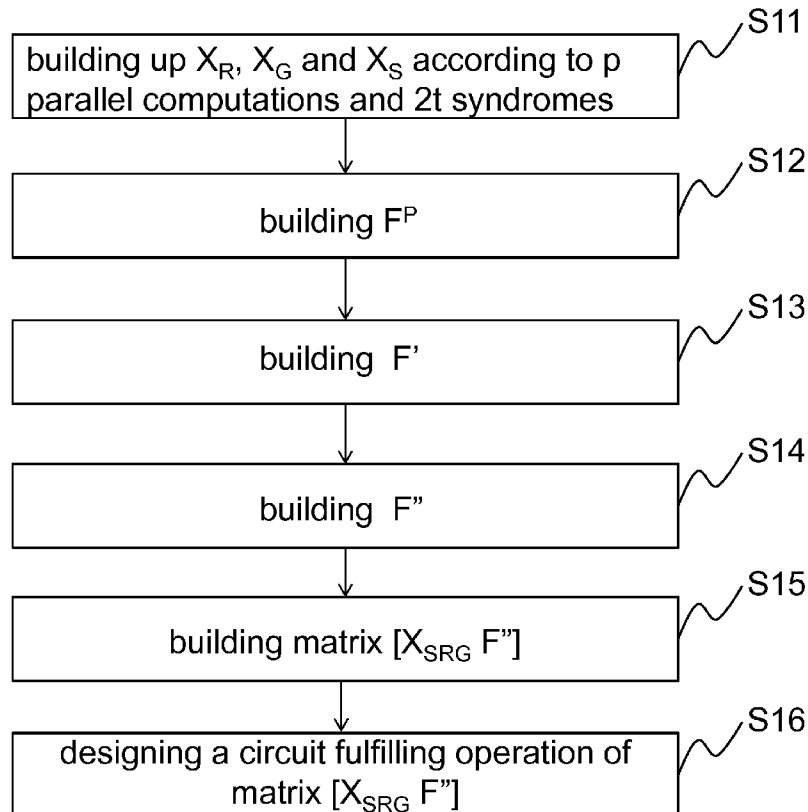 S11
building up X_R, X_G and X_S according to p
parallel computations and 2t syndromes
S12
building F^P
S13
building F’
S14
building F”
S15
building matrix [X_SRG F”]
S16
designing a circuit fulfilling operation of
matrix [X_SRG F”]